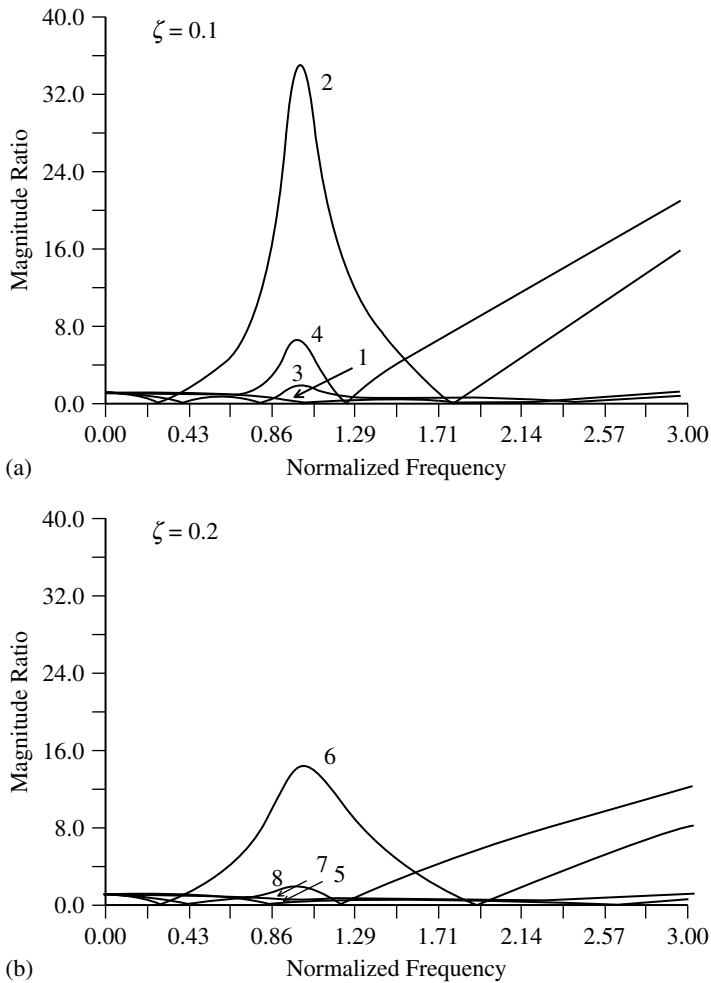 40.0
ζ = 0.1
32.0
24.0
16.0
8.0
0.0
Magnitude Ratio
2
4
3
1
0.00 0.43 0.86 1.29 1.71 2.14 2.57 3.00
(a)
Normalized Frequency
40.0
ζ = 0.2
32.0
24.0
16.0
8.0
0.0
Magnitude Ratio
6
8 7 5
0.00 0.43 0.86 1.29 1.71 2.14 2.57 3.00
(b)
Normalized Frequency